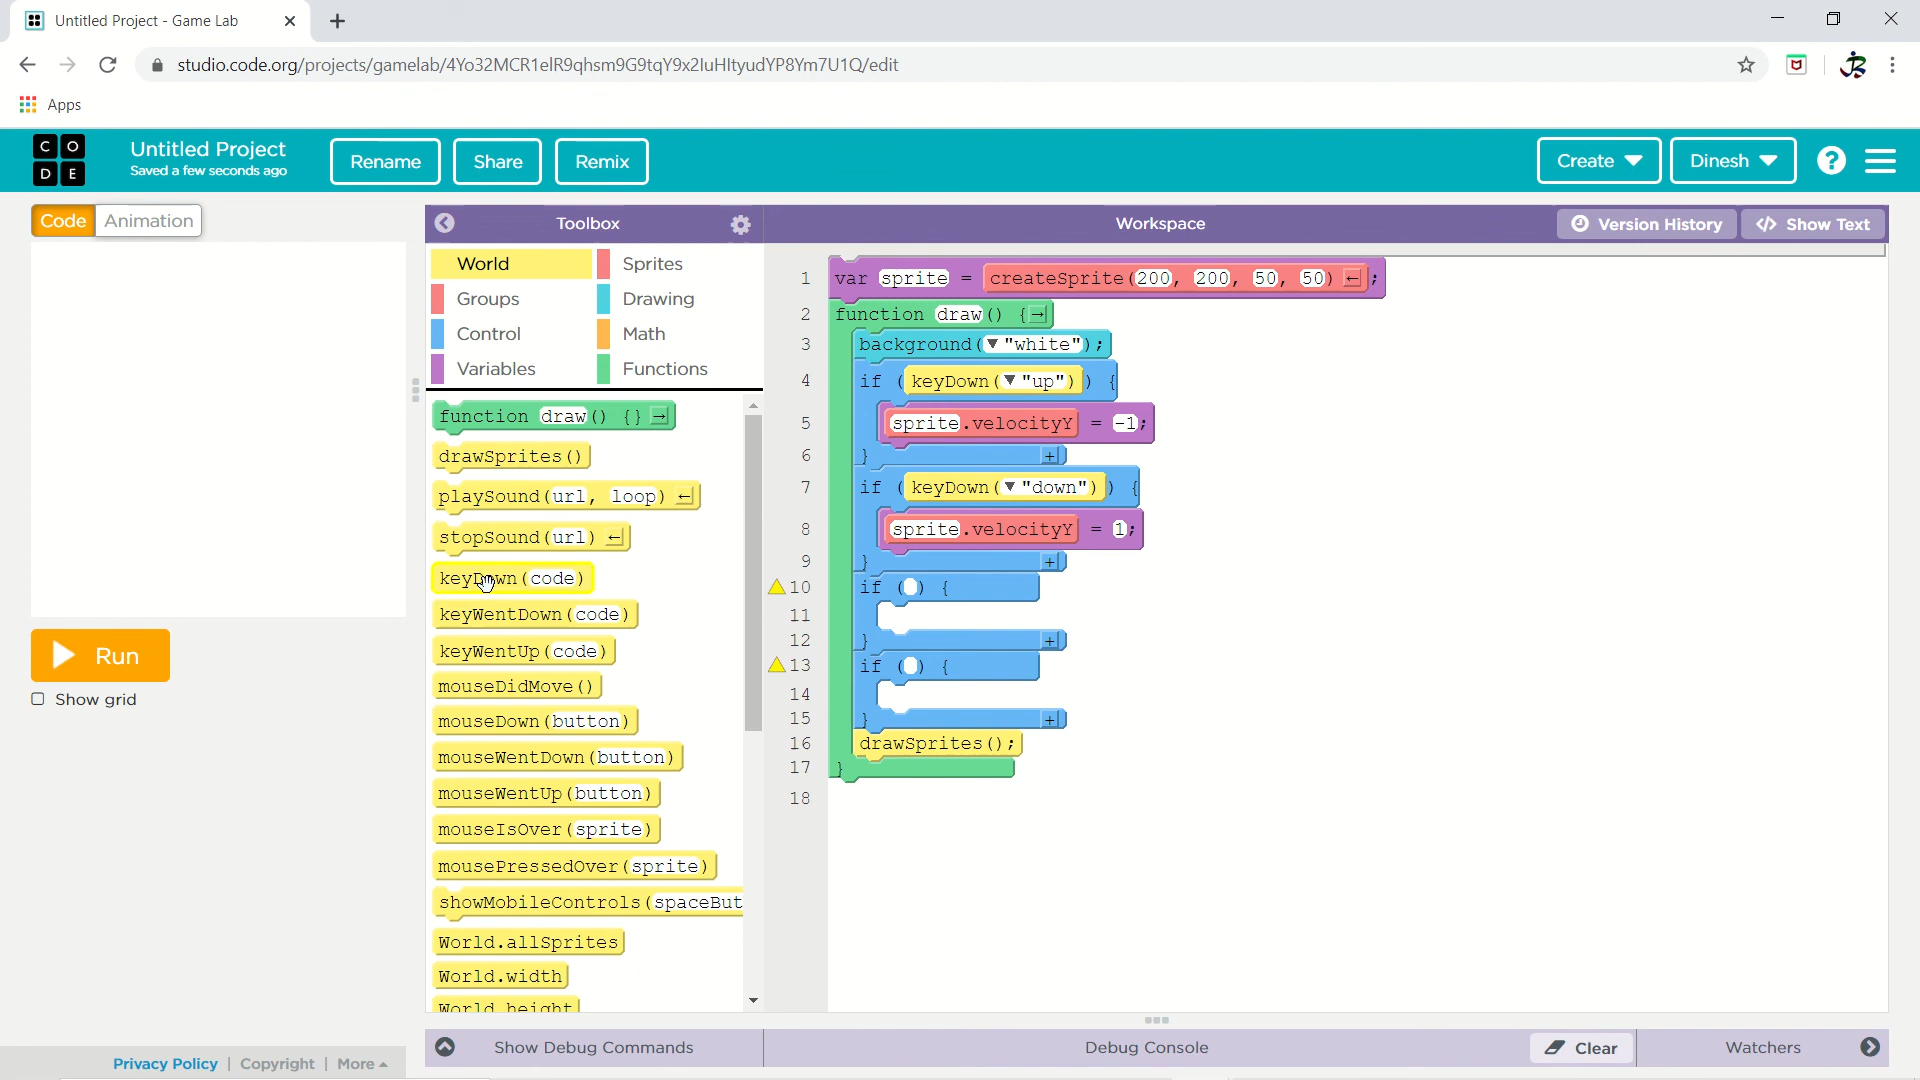 Untitled Project - Game Lab
studio.code.org/projects/gamelab/4Yo32MCR1elR9qhsm9G9tqY9x2luHItyudYP8Ym7U1Q/edit
Apps
C O D E
Untitled Project
Saved a few seconds ago
Rename
Share
Remix
Create
Dinesh
?
Code
Animation
Toolbox
Workspace
Version History
</> Show Text
World
Sprites
Groups
Drawing
Control
Math
Variables
Functions
function draw() {}
drawSprites()
playSound(url, loop)
stopSound(url)
keyDown(code)
keyWentDown(code)
keyWentUp(code)
mouseDidMove()
mouseDown(button)
mouseWentDown(button)
mouseWentUp(button)
mouseIsOver(sprite)
mousePressedOver(sprite)
showMobileControls(spaceBut
World.allSprites
World.width
World.height
1 var sprite = createSprite(200, 200, 50, 50);
2 function draw() {
3 background("white");
4 if (keyDown("up")) {
5 sprite.velocityY = -1;
6 } +
7 if (keyDown("down")) {
8 sprite.velocityY = 1;
9 } +
10 if () {
11
12 } +
13 if () {
14
15 } +
16 drawSprites();
17 }
18
Run
Show grid
Show Debug Commands
Debug Console
Clear
Watchers
Privacy Policy | Copyright | More